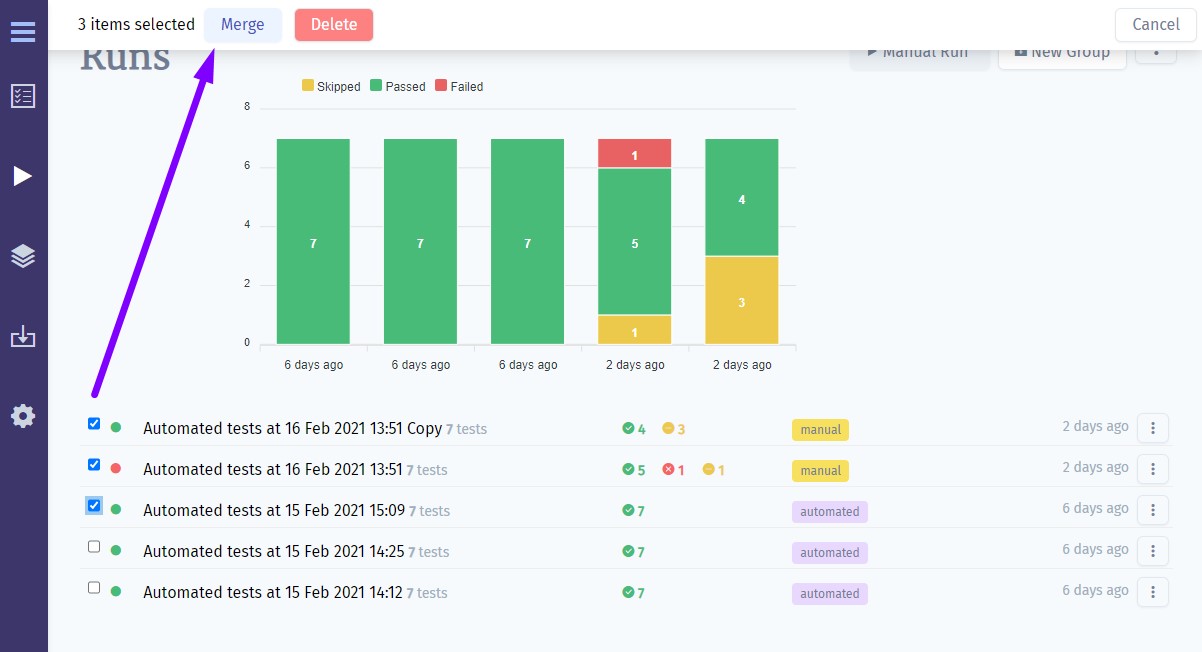 3 items selected Merge Delete Cancel
Runs Manual Run New Group
Skipped Passed Failed
8
6
4
2
0
7 7 7 1 5 1 4 3
6 days ago 6 days ago 6 days ago 2 days ago 2 days ago
Automated tests at 16 Feb 2021 13:51 Copy 7 tests 4 3 manual 2 days ago
Automated tests at 16 Feb 2021 13:51 7 tests 5 1 1 manual 2 days ago
Automated tests at 15 Feb 2021 15:09 7 tests 7 automated 6 days ago
Automated tests at 15 Feb 2021 14:25 7 tests 7 automated 6 days ago
Automated tests at 15 Feb 2021 14:12 7 tests 7 automated 6 days ago